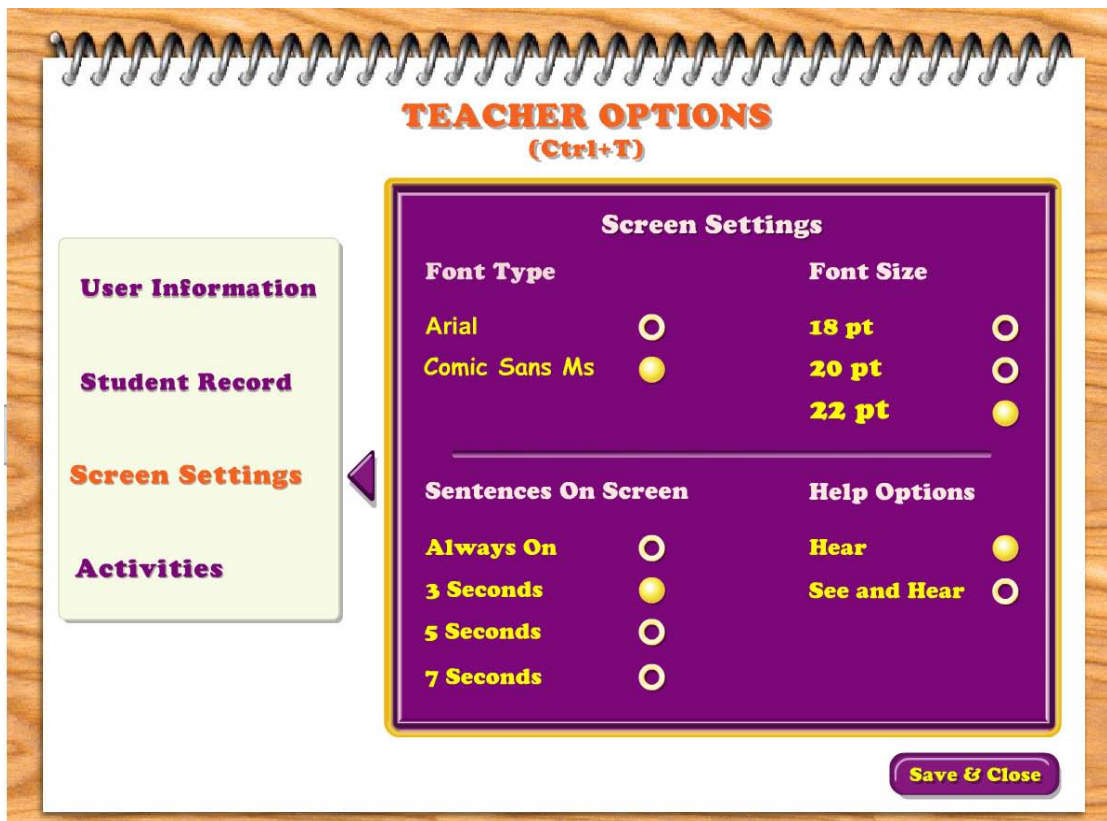 TEACHER OPTIONS
(Ctrl+T)
User Information
Student Record
Screen Settings
Activities
Screen Settings
Font Type
Arial
Comic Sans Ms
Font Size
18 pt
20 pt
22 pt
Sentences On Screen
Always On
3 Seconds
5 Seconds
7 Seconds
Help Options
Hear
See and Hear
Save & Close